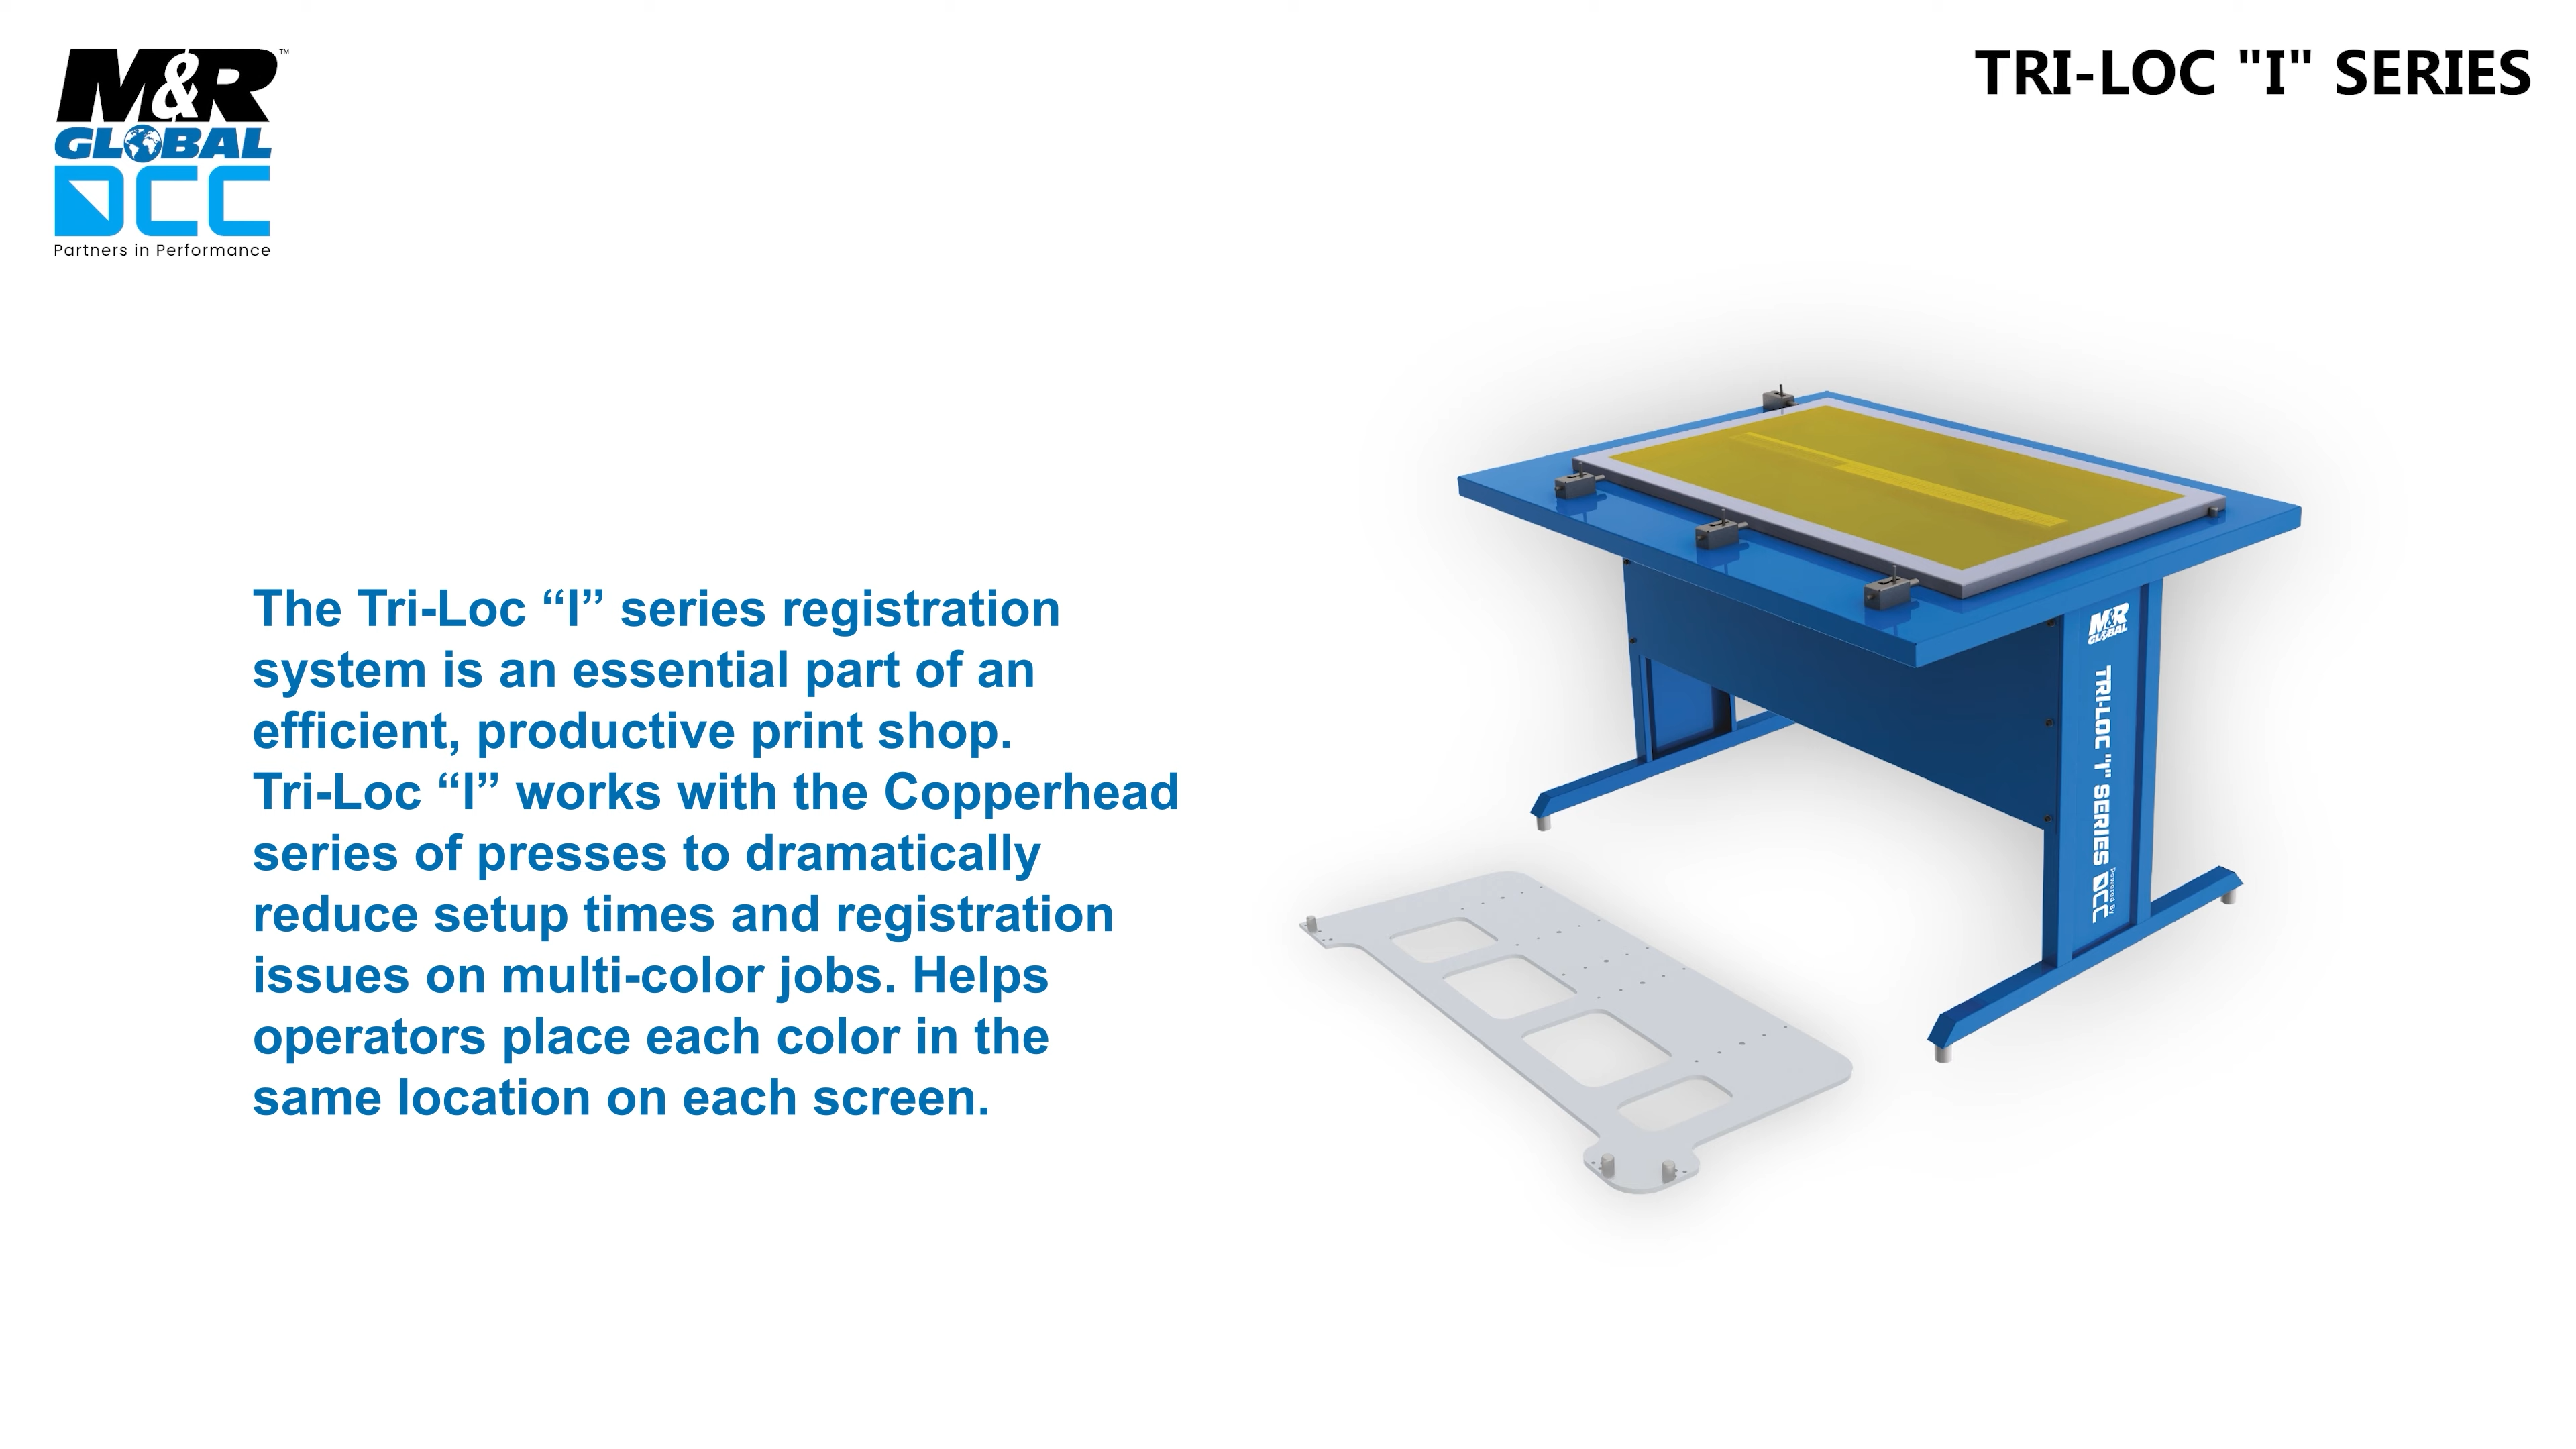 M&R™
GLOBAL
DCC
Partners in Performance
TRI-LOC "I" SERIES
The Tri-Loc “I” series registration
system is an essential part of an
efficient, productive print shop.
Tri-Loc “I” works with the Copperhead
series of presses to dramatically
reduce setup times and registration
issues on multi-color jobs. Helps
operators place each color in the
same location on each screen.
M&R
GLOBAL
TRI-LOC "I" SERIES
Powered By
DCC